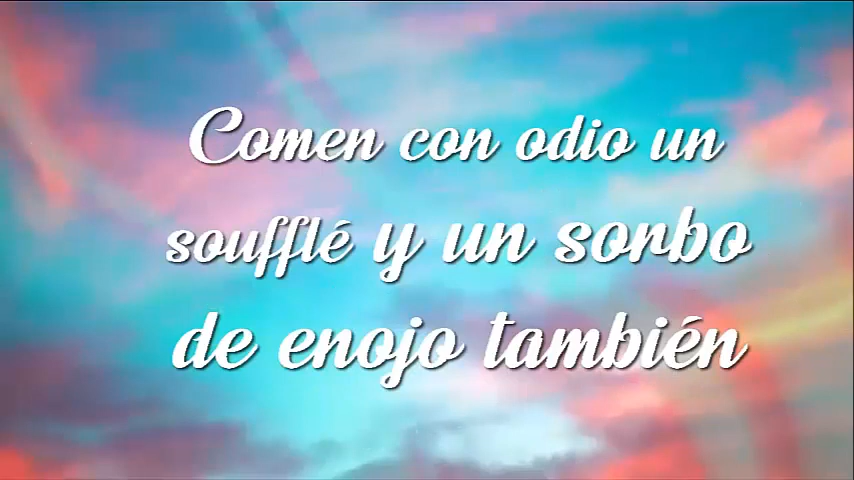 Comen con odio un
soufflé y un sorbo
de enojo también